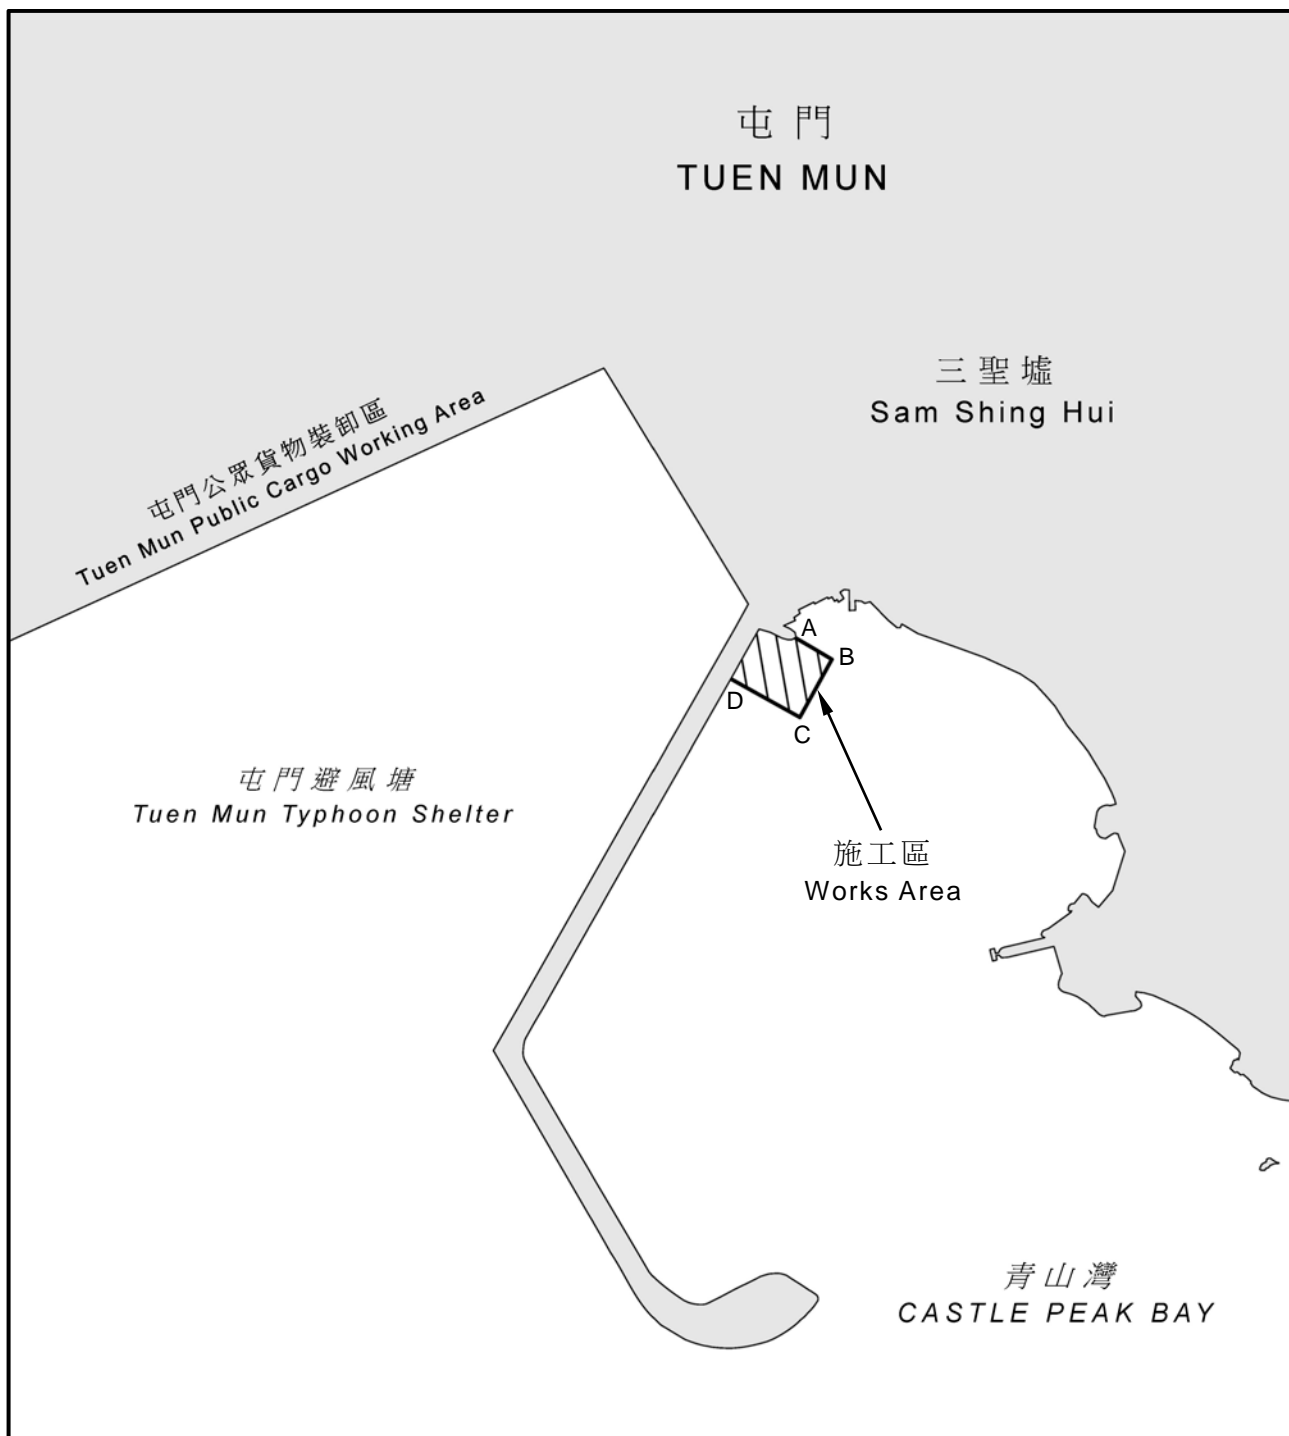 屯門
TUEN MUN
三聖墟
Sam Shing Hui
屯門公眾貨物裝卸區
Tuen Mun Public Cargo Working Area
A
B
C
D
屯門避風塘
Tuen Mun Typhoon Shelter
施工區
Works Area
青山灣
CASTLE PEAK BAY